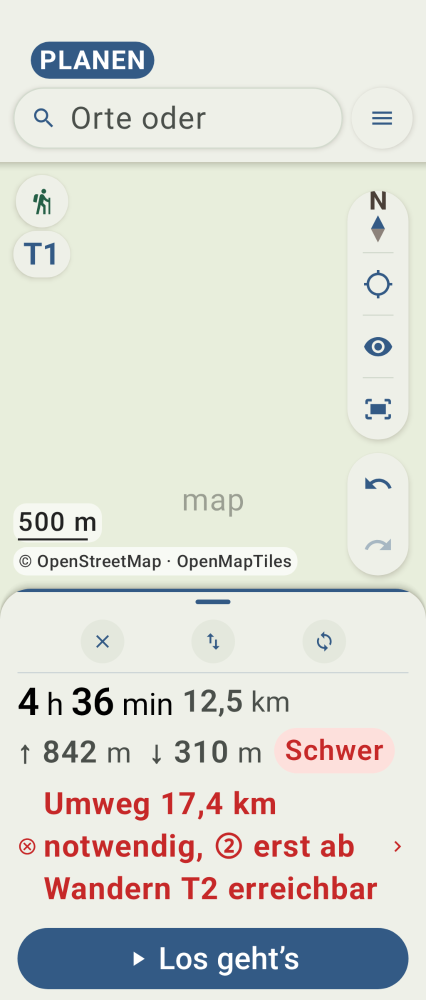 PLANEN
Orte oder
N
T1
map
500 m
© OpenStreetMap · OpenMapTiles
4 h 36 min 12,5 km
↑ 842 m ↓ 310 m Schwer
Umweg 17,4 km
notwendig, ② erst ab
Wandern T2 erreichbar
Los geht’s